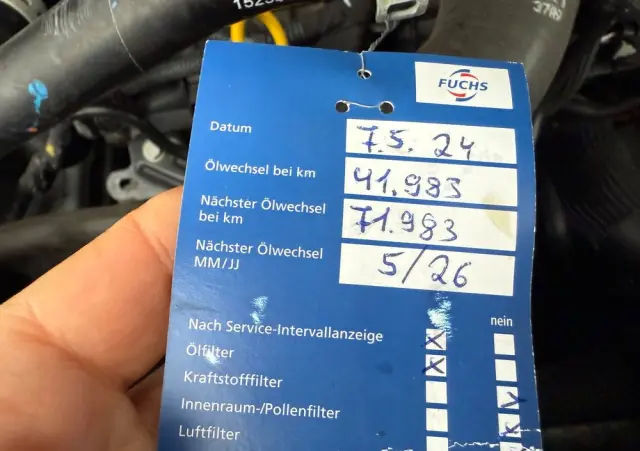 FUCHS
Datum 7.5. 24
Ölwechsel bei km 41.983
Nächster Ölwechsel
bei km 71.983
Nächster Ölwechsel
MM/JJ 5/26
nein
Nach Service-Intervallanzeige
Ölfilter
Kraftstofffilter
Innenraum-/Pollenfilter
Luftfilter